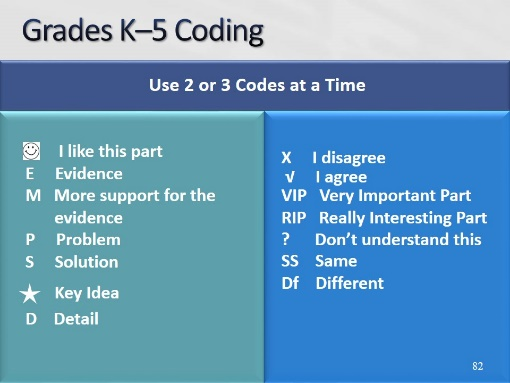 Grades K–5 Coding
Use 2 or 3 Codes at a Time
☺ I like this part
E Evidence
M More support for the
evidence
P Problem
S Solution
★ Key Idea
D Detail
X I disagree
√ I agree
VIP Very Important Part
RIP Really Interesting Part
? Don’t understand this
SS Same
Df Different
82